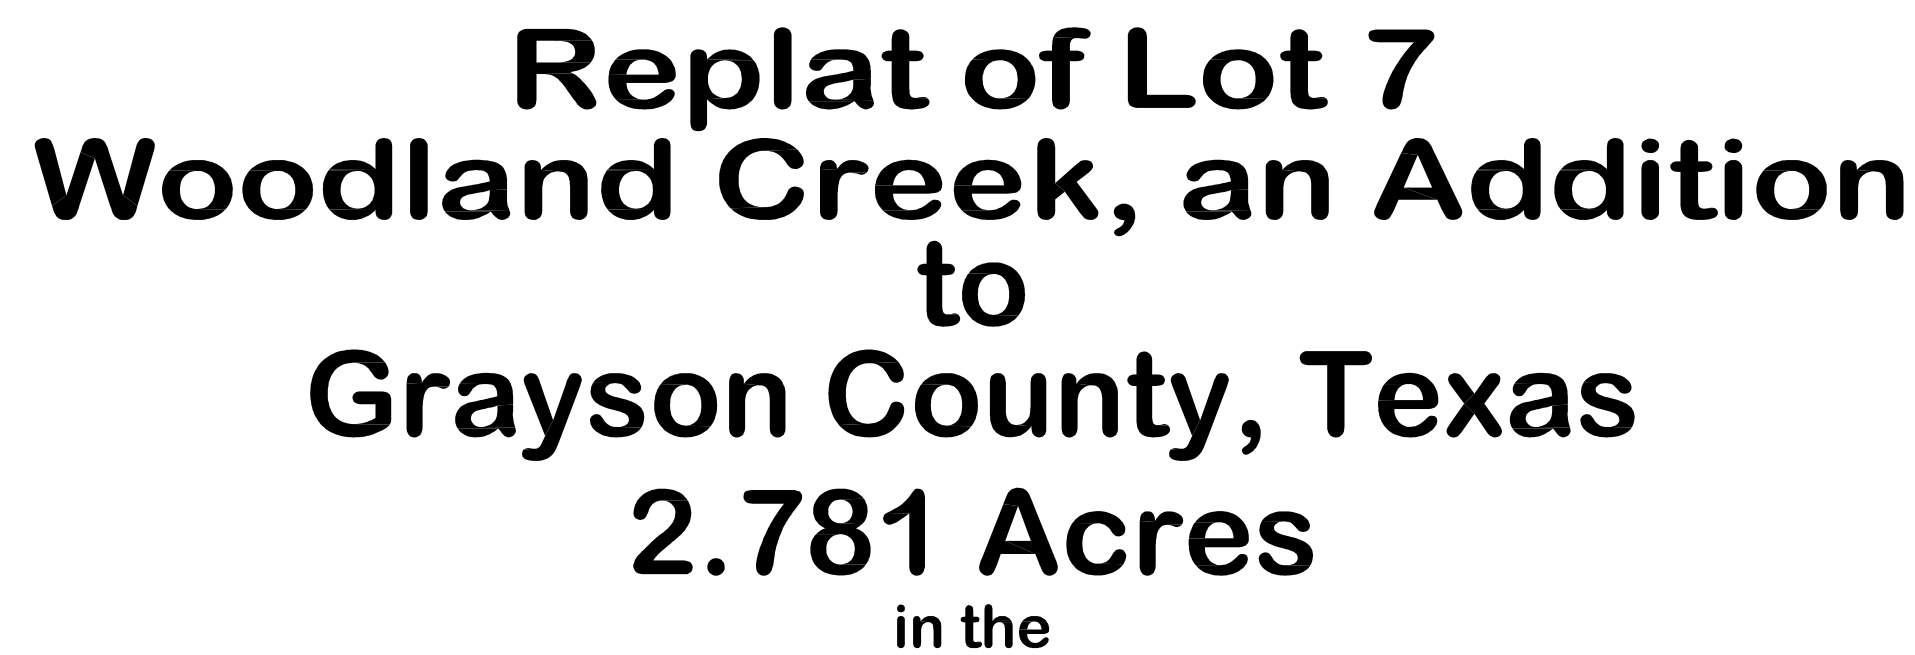 Replat of Lot 7
Woodland Creek, an Addition
to
Grayson County, Texas
2.781 Acres
in the